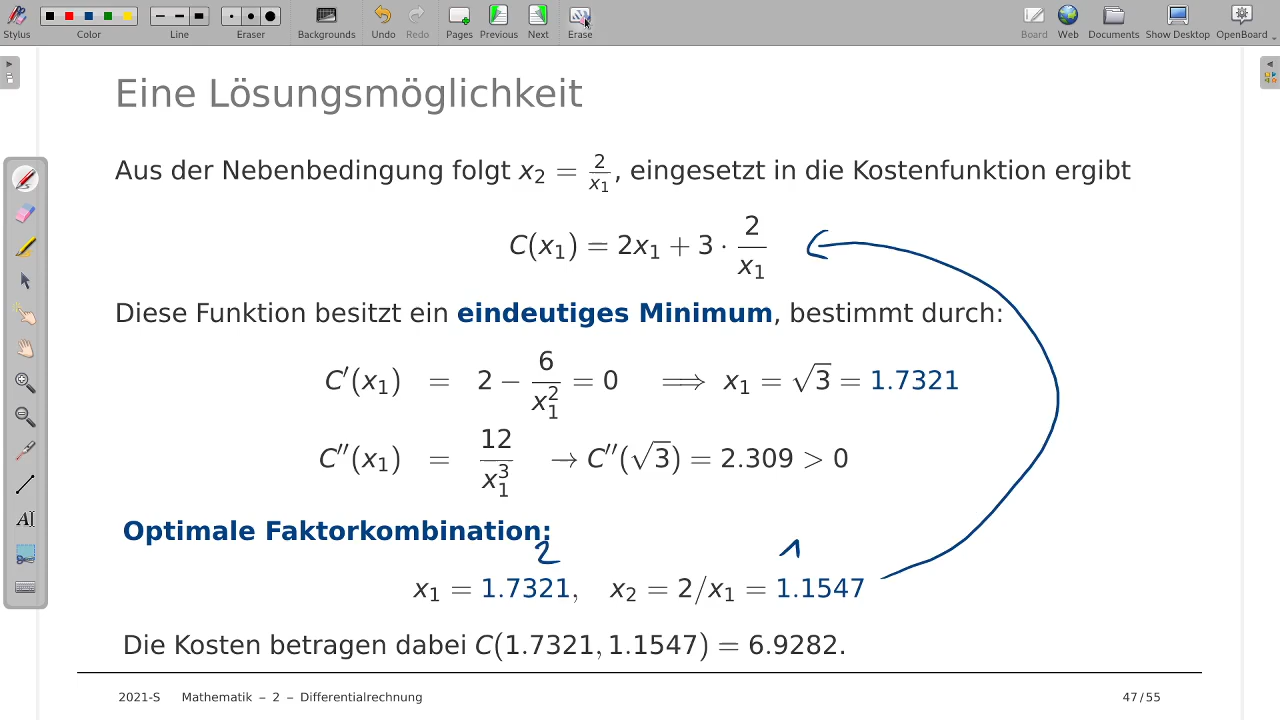 Stylus Color Line Eraser Backgrounds Undo Redo Pages Previous Next Erase Board Web Documents Show Desktop OpenBoard
Eine Lösungsmöglichkeit
Aus der Nebenbedingung folgt x₂ = 2/x₁, eingesetzt in die Kostenfunktion ergibt
C(x₁) = 2x₁ + 3 · 2/x₁
Diese Funktion besitzt ein eindeutiges Minimum, bestimmt durch:
C′(x₁) = 2 − 6/x₁² = 0 ⟹ x₁ = √3 = 1.7321
C″(x₁) = 12/x₁³ → C″(√3) = 2.309 > 0
Optimale Faktorkombination:
2 1
x₁ = 1.7321, x₂ = 2/x₁ = 1.1547
Die Kosten betragen dabei C(1.7321, 1.1547) = 6.9282.
2021-S Mathematik – 2 – Differentialrechnung 47/55